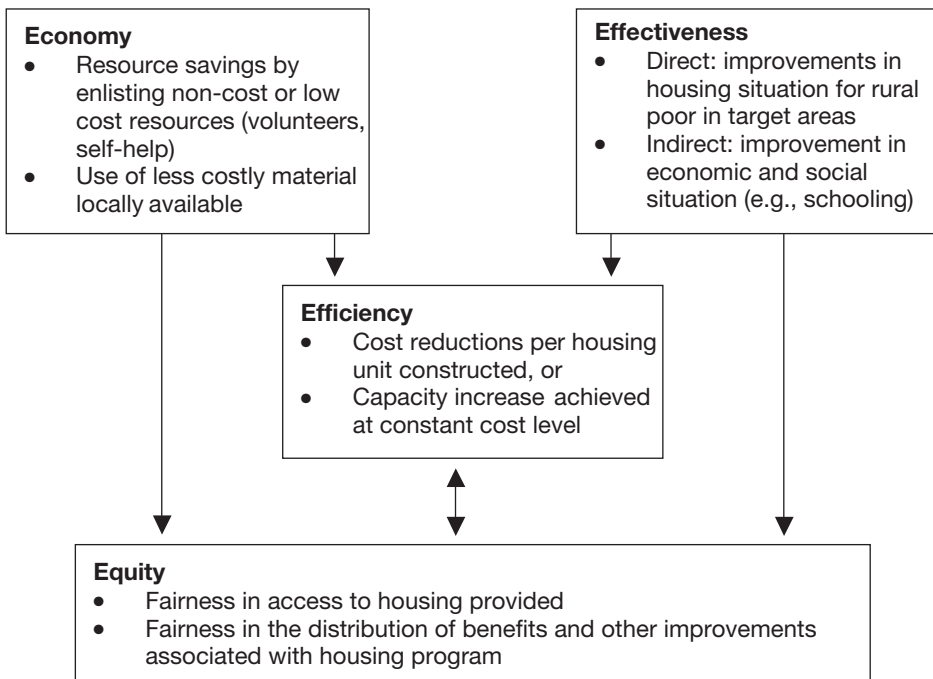 Economy
● Resource savings by
enlisting non-cost or low
cost resources (volunteers,
self-help)
● Use of less costly material
locally available
Effectiveness
● Direct: improvements in
housing situation for rural
poor in target areas
● Indirect: improvement in
economic and social
situation (e.g., schooling)
Efficiency
● Cost reductions per housing
unit constructed, or
● Capacity increase achieved
at constant cost level
Equity
● Fairness in access to housing provided
● Fairness in the distribution of benefits and other improvements
associated with housing program